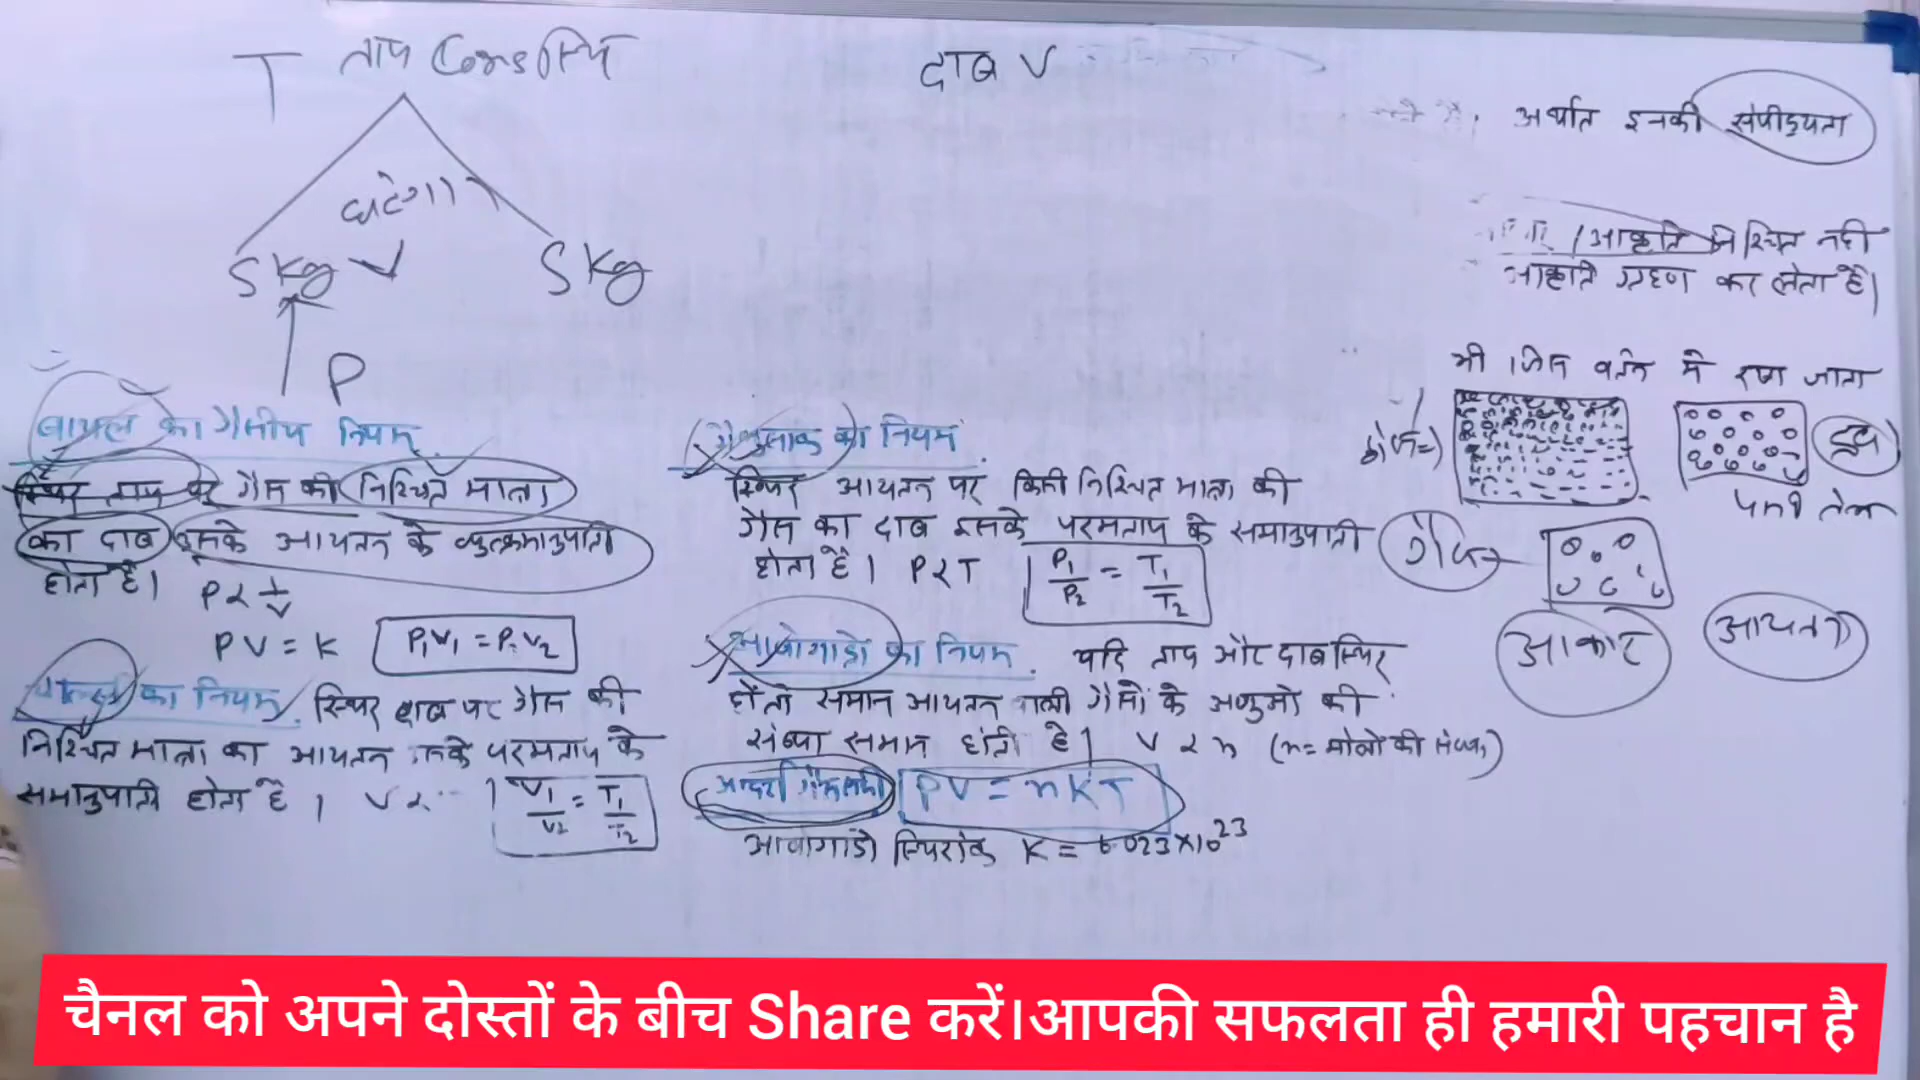 T ताप Cons स्थिर
दाब V
घटेगा
5 Kg
5 Kg
P
अर्थात इनकी संपीड्यता
आकृति निश्चित नही
आकृति ग्रहण कर लेता है।
भी जिस बर्तन मे रखा जाता
ठोस=)
द्रव
पानी तेल
गैस
आकार
आयतन
बायल का गैसीय नियम
स्थिर ताप पर गैस की निश्चित मात्रा
का दाब उसके आयतन के व्युत्क्रमानुपाती
होता है। P α 1/V
PV = K P₁V₁ = P₂V₂
चार्ल्स का नियम. स्थिर दाब पर गैस की
निश्चित मात्रा का आयतन उसके परमताप के
समानुपाती होता है। V α
V₁/V₂ = T₁/T₂
गैलुसाक का नियम.
स्थिर आयतन पर किसी निश्चित मात्रा की
गैस का दाब उसके परमताप के समानुपाती
होता है। P α T P₁/P₂ = T₁/T₂
आवोगाद्रो का नियम. यदि ताप और दाब स्थिर
हो तो समान आयतन वाली गैसो के अणुओ की
संख्या समान होती है। V α n (n = मोलो की संख्या)
PV = nKT
आवोगाद्रो स्थिरांक K = 6.023×10²³
चैनल को अपने दोस्तों के बीच Share करें।आपकी सफलता ही हमारी पहचान है